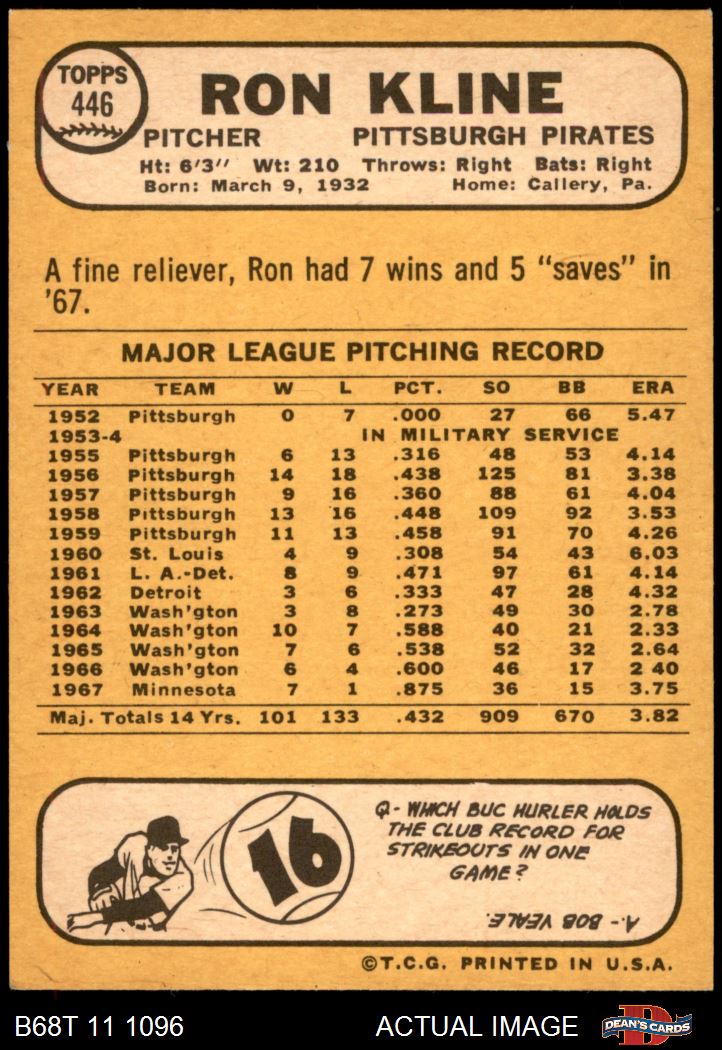 TOPPS
446
RON KLINE
PITCHER PITTSBURGH PIRATES
Ht: 6'3" Wt: 210 Throws: Right Bats: Right
Born: March 9, 1932 Home: Callery, Pa.
A fine reliever, Ron had 7 wins and 5 "saves" in
'67.
MAJOR LEAGUE PITCHING RECORD
YEAR TEAM W L PCT. SO BB ERA
1952 Pittsburgh 0 7 .000 27 66 5.47
1953-4 IN MILITARY SERVICE
1955 Pittsburgh 6 13 .316 48 53 4.14
1956 Pittsburgh 14 18 .438 125 81 3.38
1957 Pittsburgh 9 16 .360 88 61 4.04
1958 Pittsburgh 13 16 .448 109 92 3.53
1959 Pittsburgh 11 13 .458 91 70 4.26
1960 St. Louis 4 9 .308 54 43 6.03
1961 L. A.-Det. 8 9 .471 97 61 4.14
1962 Detroit 3 6 .333 47 28 4.32
1963 Wash'gton 3 8 .273 49 30 2.78
1964 Wash'gton 10 7 .588 40 21 2.33
1965 Wash'gton 7 6 .538 52 32 2.64
1966 Wash'gton 6 4 .600 46 17 2 40
1967 Minnesota 7 1 .875 36 15 3.75
Maj. Totals 14 Yrs. 101 133 .432 909 670 3.82
16
Q- WHICH BUC HURLER HOLDS
THE CLUB RECORD FOR
STRIKEOUTS IN ONE
GAME?
A- BOB VEALE.
©T.C.G. PRINTED IN U.S.A.
B68T 11 1096 ACTUAL IMAGE
DEAN'S CARDS